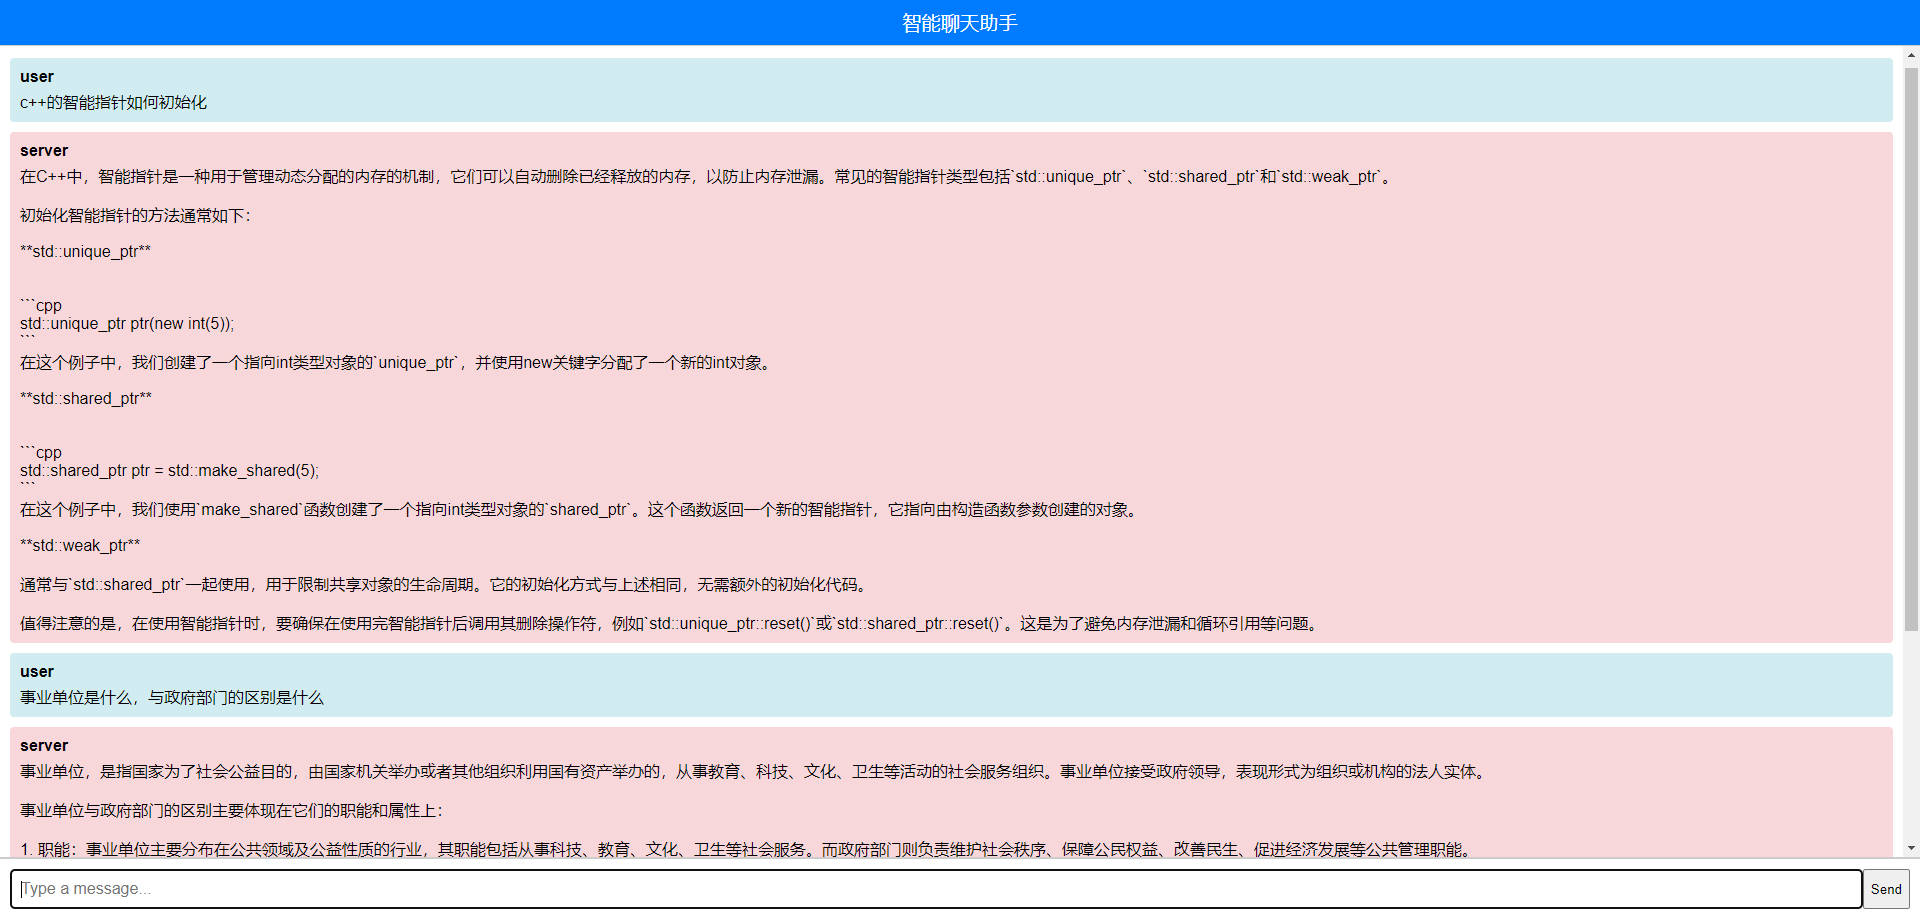 智能聊天助手
user
c++的智能指针如何初始化
server
在C++中，智能指针是一种用于管理动态分配的内存的机制，它们可以自动删除已经释放的内存，以防止内存泄漏。常见的智能指针类型包括`std::unique_ptr`、`std::shared_ptr`和`std::weak_ptr`。
初始化智能指针的方法通常如下：
**std::unique_ptr**
```cpp
std::unique_ptr ptr(new int(5));
```
在这个例子中，我们创建了一个指向int类型对象的`unique_ptr`，并使用new关键字分配了一个新的int对象。
**std::shared_ptr**
```cpp
std::shared_ptr ptr = std::make_shared(5);
```
在这个例子中，我们使用`make_shared`函数创建了一个指向int类型对象的`shared_ptr`。这个函数返回一个新的智能指针，它指向由构造函数参数创建的对象。
**std::weak_ptr**
通常与`std::shared_ptr`一起使用，用于限制共享对象的生命周期。它的初始化方式与上述相同，无需额外的初始化代码。
值得注意的是，在使用智能指针时，要确保在使用完智能指针后调用其删除操作符，例如`std::unique_ptr::reset()`或`std::shared_ptr::reset()`。这是为了避免内存泄漏和循环引用等问题。
user
事业单位是什么，与政府部门的区别是什么
server
事业单位，是指国家为了社会公益目的，由国家机关举办或者其他组织利用国有资产举办的，从事教育、科技、文化、卫生等活动的社会服务组织。事业单位接受政府领导，表现形式为组织或机构的法人实体。
事业单位与政府部门的区别主要体现在它们的职能和属性上：
1. 职能：事业单位主要分布在公共领域及公益性质的行业，其职能包括从事科技、教育、文化、卫生等社会服务。而政府部门则负责维护社会秩序、保障公民权益、改善民生、促进经济发展等公共管理职能。
Type a message...
Send